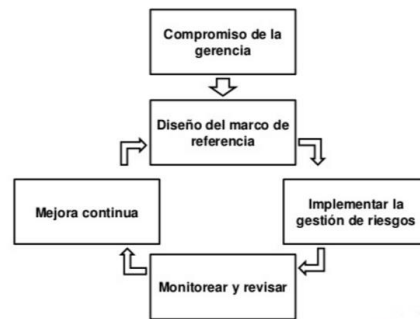 Compromiso de la
gerencia
Diseño del marco de
referencia
Mejora continua
Implementar la
gestión de riesgos
Monitorear y revisar